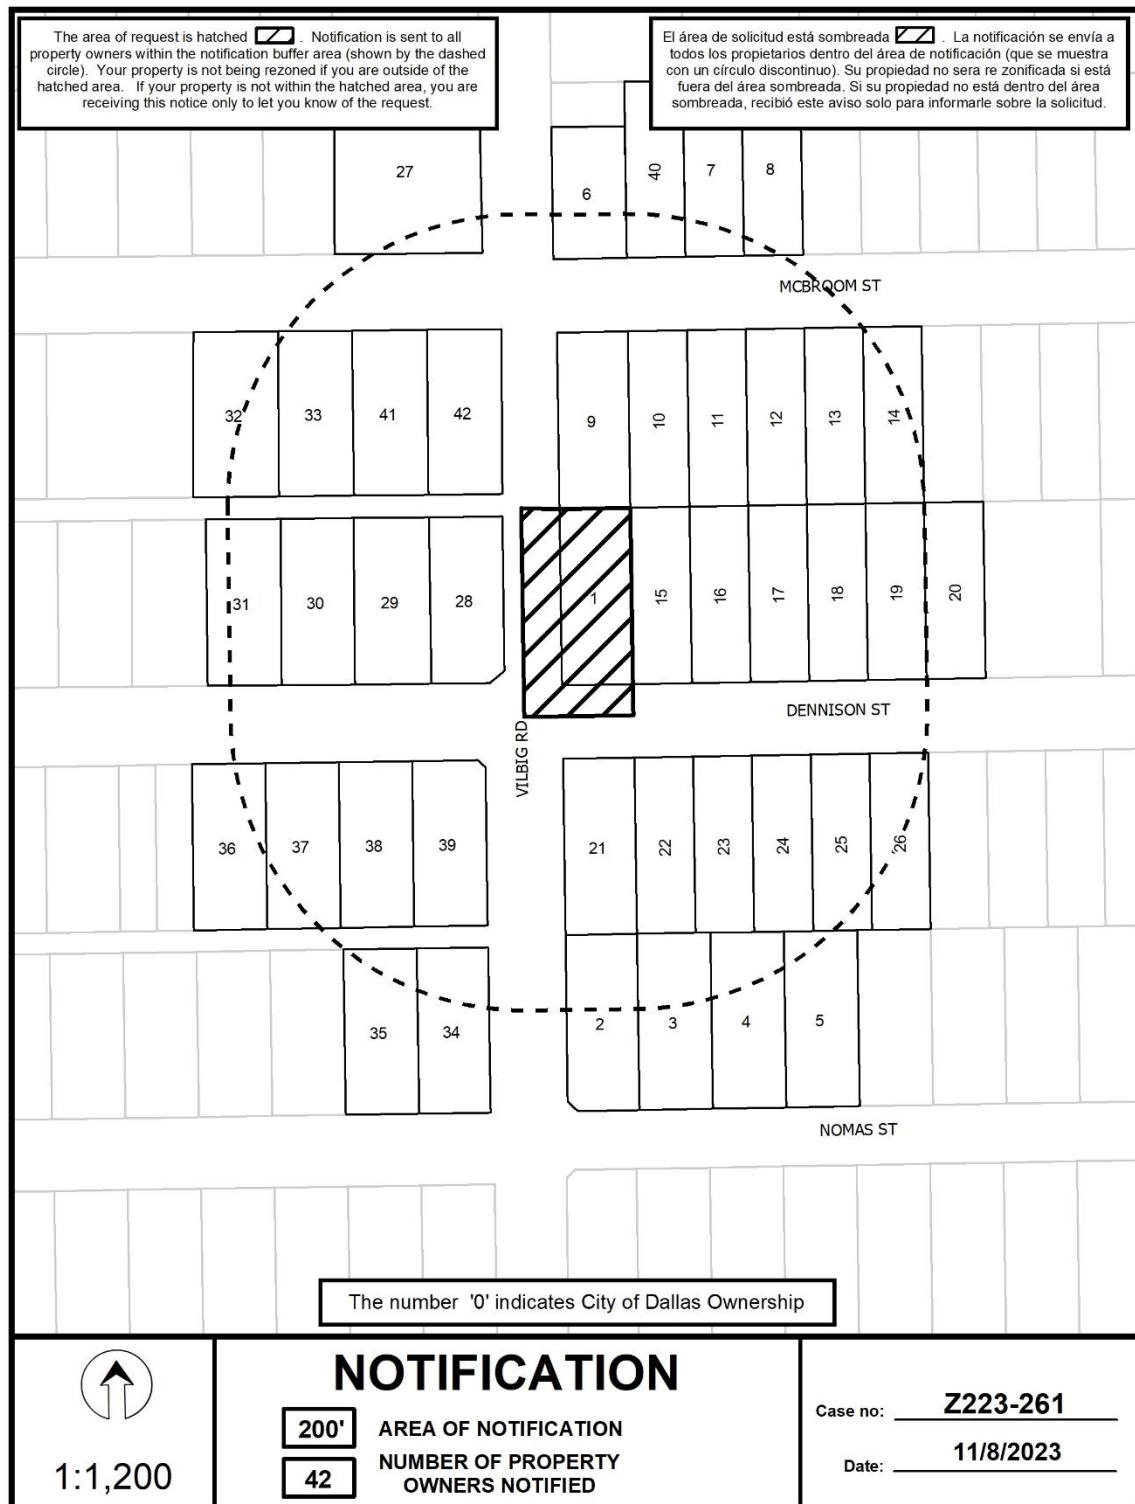 The area of request is hatched . Notification is sent to all
property owners within the notification buffer area (shown by the dashed
circle). Your property is not being rezoned if you are outside of the
hatched area. If your property is not within the hatched area, you are
receiving this notice only to let you know of the request.
El área de solicitud está sombreada . La notificación se envía a
todos los propietarios dentro del área de notificación (que se muestra
con un círculo discontinuo). Su propiedad no sera re zonificada si está
fuera del área sombreada. Si su propiedad no está dentro del área
sombreada, recibió este aviso solo para informarle sobre la solicitud.
27
6
40
7
8
MCBROOM ST
32
33
41
42
9
10
11
12
13
14
31
30
29
28
1
15
16
17
18
19
20
DENNISON ST
VILBIG RD
36
37
38
39
21
22
23
24
25
26
35
34
2
3
4
5
NOMAS ST
The number '0' indicates City of Dallas Ownership
1:1,200
NOTIFICATION
200' AREA OF NOTIFICATION
42 NUMBER OF PROPERTY
OWNERS NOTIFIED
Case no: Z223-261
Date: 11/8/2023